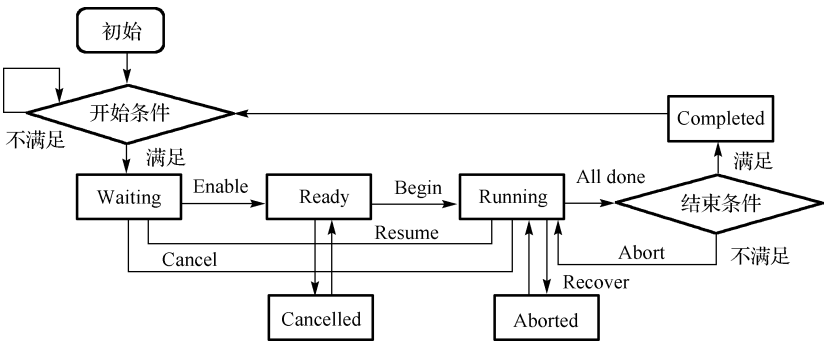 初始
开始条件
不满足
满足
Completed
满足
Waiting
Enable
Ready
Begin
Running
All done
结束条件
Resume
Cancel
Abort
不满足
Recover
Cancelled
Aborted